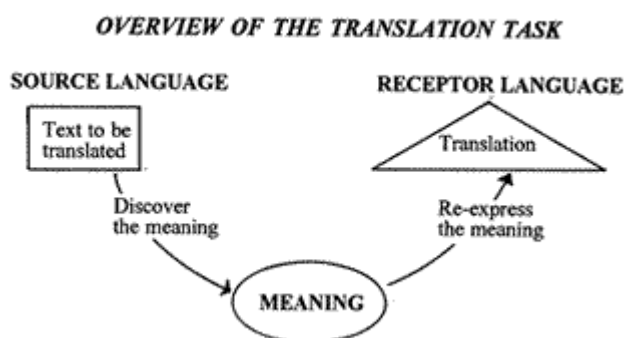 OVERVIEW OF THE TRANSLATION TASK
SOURCE LANGUAGE
RECEPTOR LANGUAGE
Text to be
translated
Translation
Discover
the meaning
Re-express
the meaning
MEANING